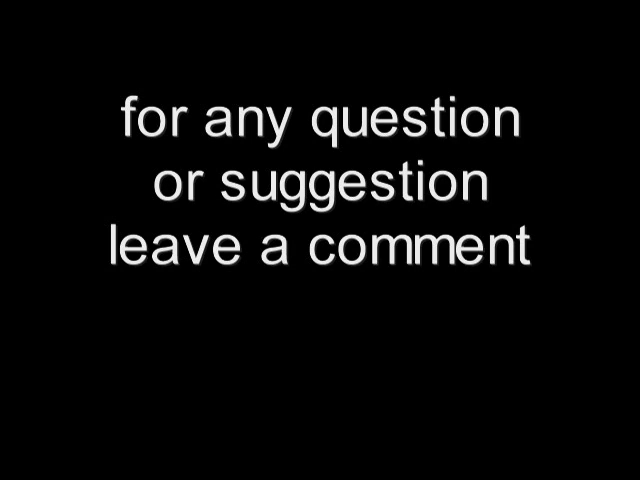 for any question
or suggestion
leave a comment